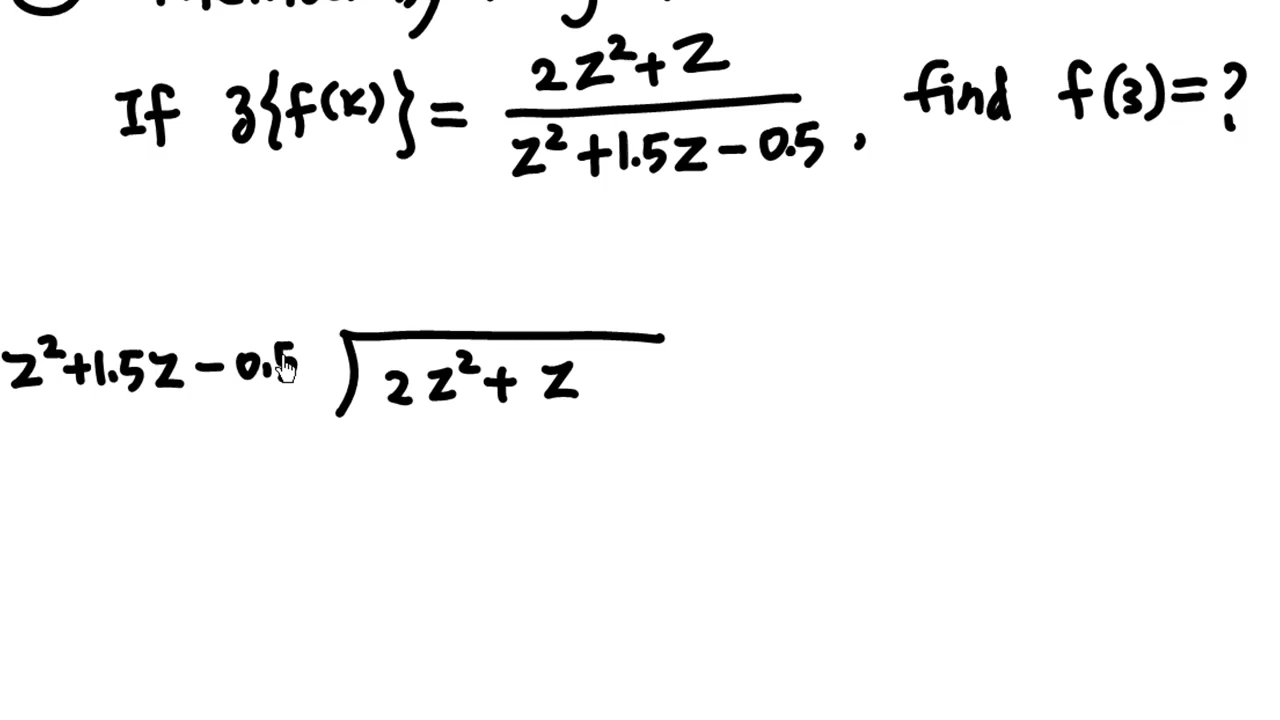 If z{f(k)} = 2z²+z / z²+1.5z-0.5 , find f(3)=?
z²+1.5z-0.5 ) 2z²+z